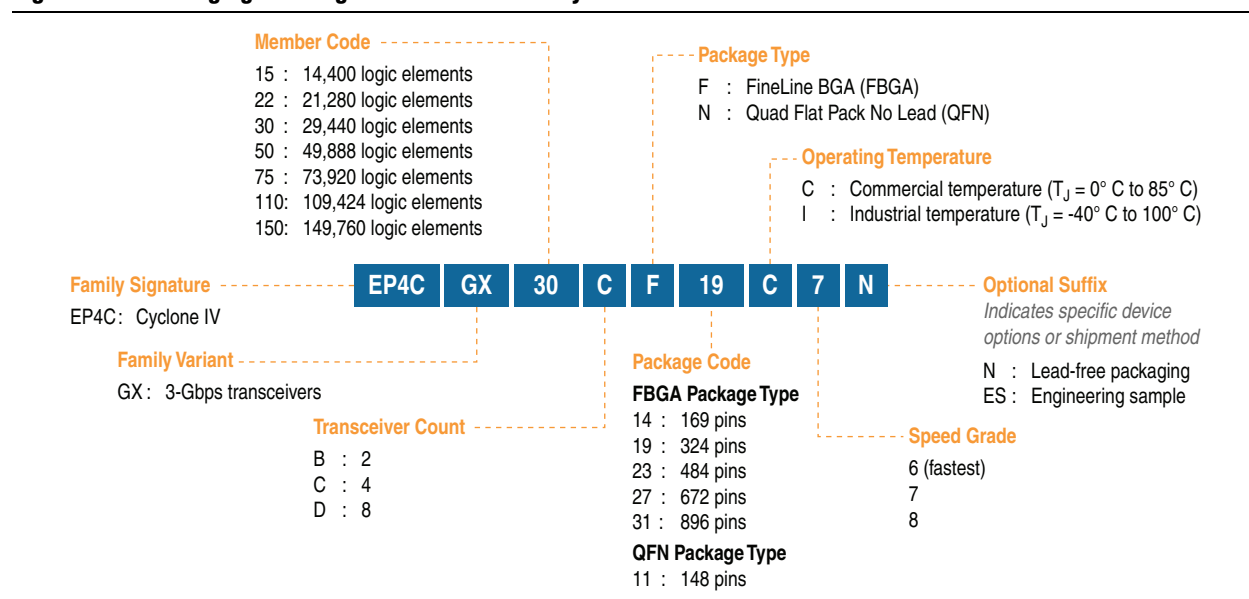 Member Code
15 : 14,400 logic elements
22 : 21,280 logic elements
30 : 29,440 logic elements
50 : 49,888 logic elements
75 : 73,920 logic elements
110: 109,424 logic elements
150: 149,760 logic elements
Package Type
F : FineLine BGA (FBGA)
N : Quad Flat Pack No Lead (QFN)
Operating Temperature
C : Commercial temperature (TJ = 0° C to 85° C)
I : Industrial temperature (TJ = -40° C to 100° C)
EP4C GX 30 C F 19 C 7 N
Family Signature
EP4C: Cyclone IV
Family Variant
GX : 3-Gbps transceivers
Transceiver Count
B : 2
C : 4
D : 8
Package Code
FBGA Package Type
14 : 169 pins
19 : 324 pins
23 : 484 pins
27 : 672 pins
31 : 896 pins
QFN Package Type
11 : 148 pins
Speed Grade
6 (fastest)
7
8
Optional Suffix
Indicates specific device
options or shipment method
N : Lead-free packaging
ES : Engineering sample